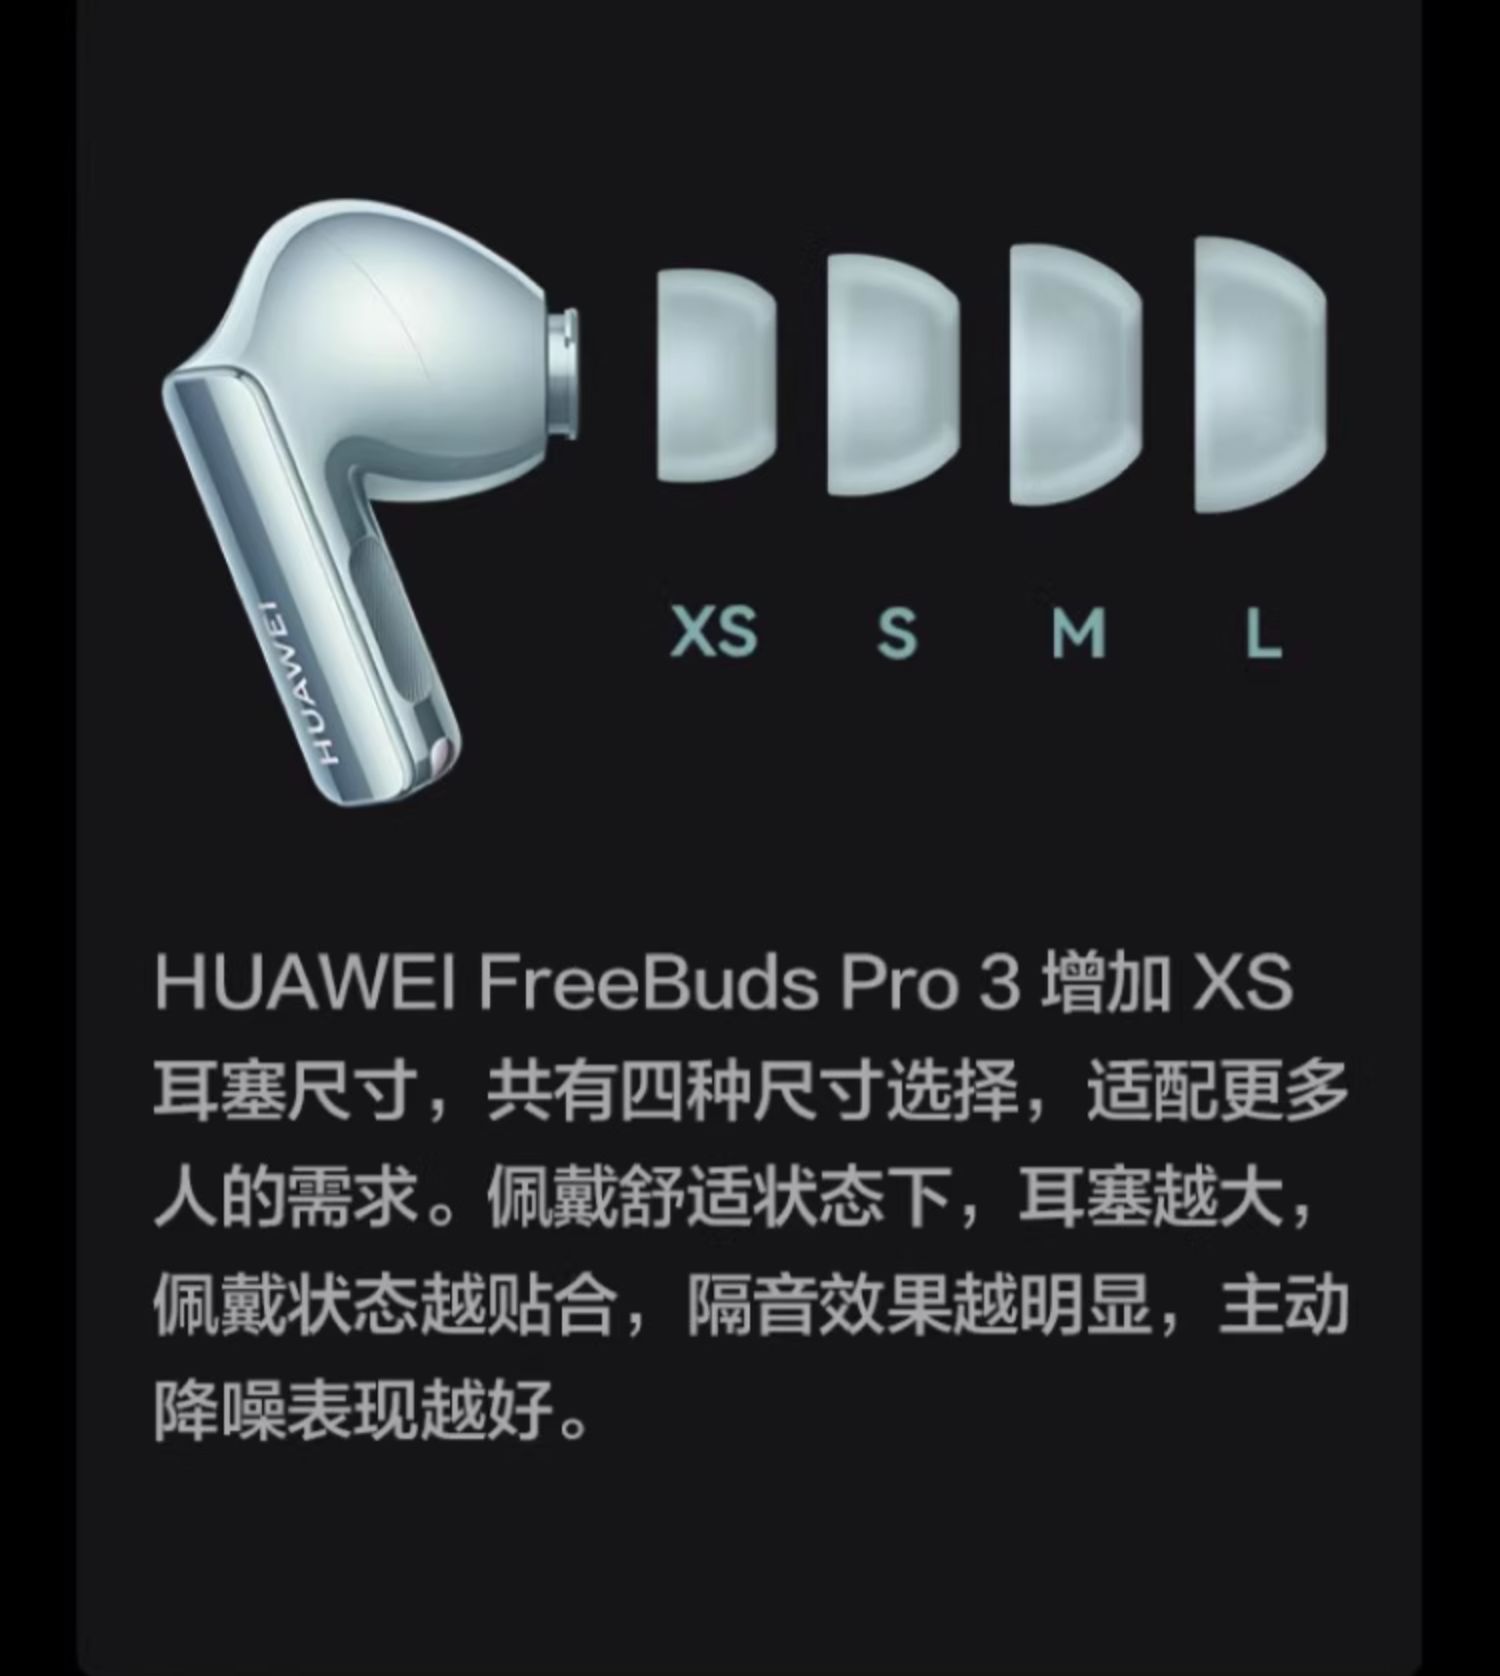 HUAWEI
XS
S
M
L
HUAWEI FreeBuds Pro 3 增加 XS
耳塞尺寸，共有四种尺寸选择，适配更多
人的需求。佩戴舒适状态下，耳塞越大，
佩戴状态越贴合，隔音效果越明显，主动
降噪表现越好。